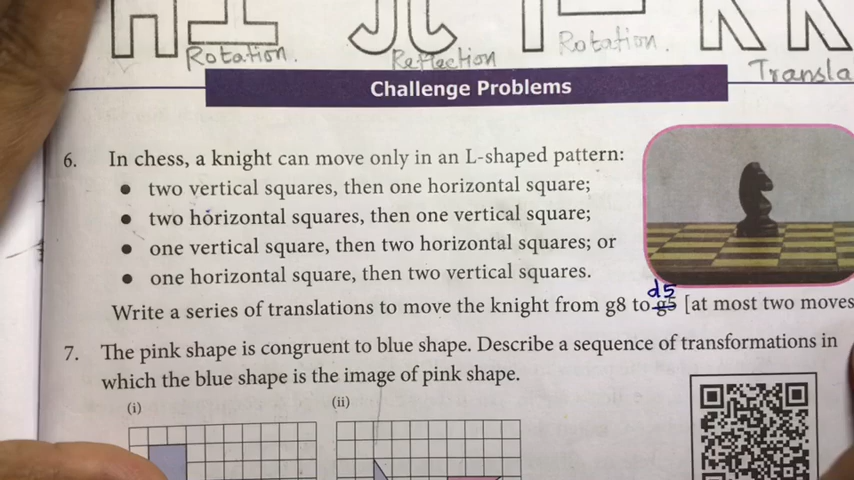 Rotation.
Reflection
Rotation.
Transla
Challenge Problems
6. In chess, a knight can move only in an L-shaped pattern:
• two vertical squares, then one horizontal square;
• two horizontal squares, then one vertical square;
• one vertical square, then two horizontal squares; or
• one horizontal square, then two vertical squares.
d5
Write a series of translations to move the knight from g8 to g5 [at most two moves
7. The pink shape is congruent to blue shape. Describe a sequence of transformations in
which the blue shape is the image of pink shape.
(i)
(ii)